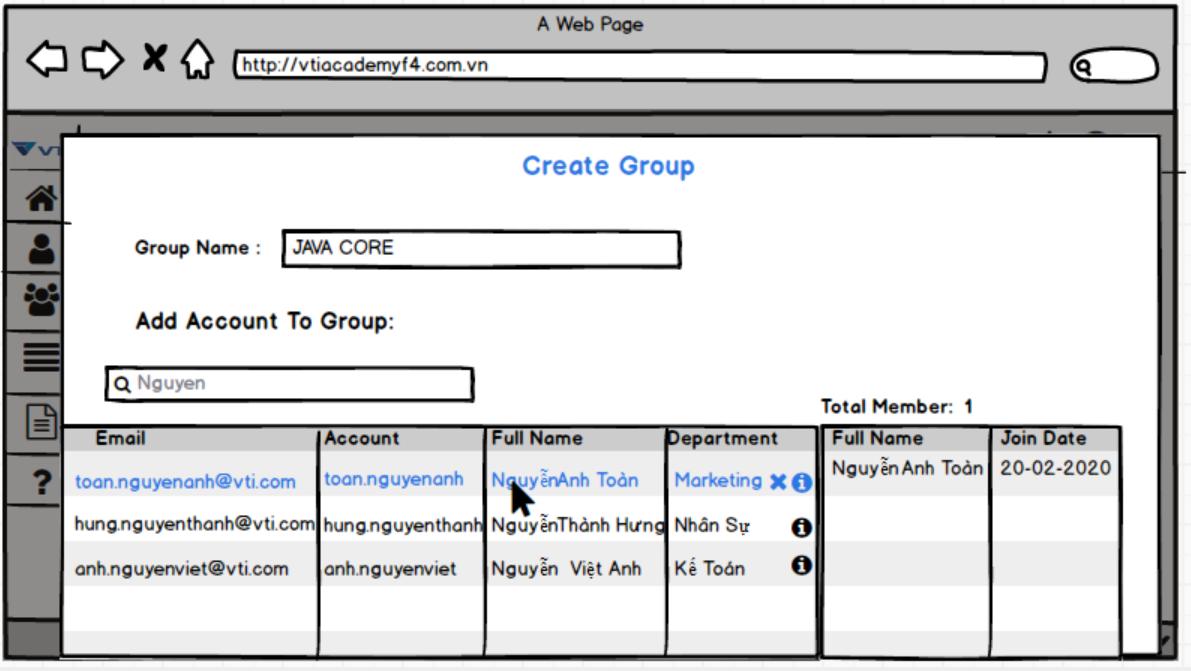 A Web Page
http://vtiacademyf4.com.vn
Create Group
Group Name : JAVA CORE
Add Account To Group:
Nguyen
Total Member: 1
Email Account Full Name Department Full Name Join Date
toan.nguyenanh@vti.com toan.nguyenanh NguyễnAnh Toàn Marketing Nguyễn Anh Toàn 20-02-2020
hung.nguyenthanh@vti.com hung.nguyenthanh NguyễnThành Hưng Nhân Sự
anh.nguyenviet@vti.com anh.nguyenviet Nguyễn Việt Anh Kế Toán